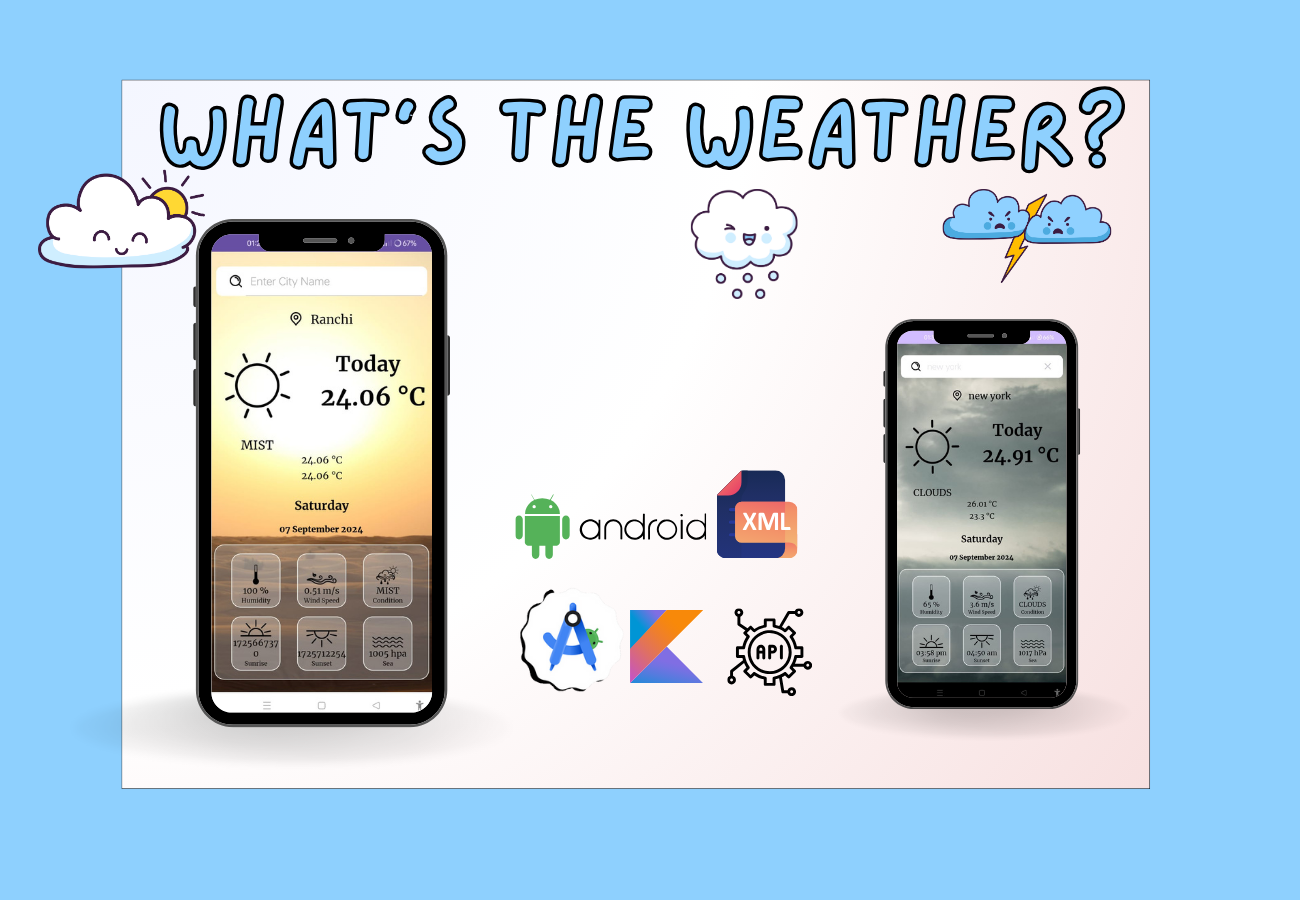 WHAT'S THE WEATHER?
67%
Enter City Name
Ranchi
Today
24.06 °C
MIST
24.06 °C
24.06 °C
Saturday
07 September 2024
100 %
Humidity
0.51 m/s
Wind Speed
MIST
Condition
172566737
0
Sunrise
1725712254
Sunset
1005 hpa
Sea
android
XML
API
new york
new york
Today
24.91 °C
CLOUDS
26.01 °C
23.3 °C
Saturday
07 September 2024
65 %
Humidity
3.6 m/s
Wind Speed
CLOUDS
Condition
03:58 pm
Sunrise
04:50 am
Sunset
1017 hPa
Sea